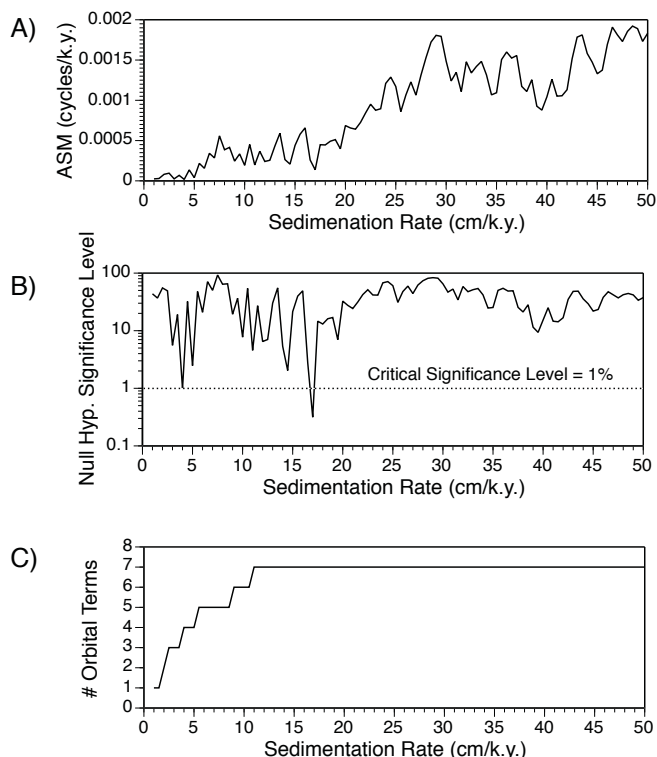 A)
ASM (cycles/k.y.)
0.002
0.0015
0.001
0.0005
0
0 5 10 15 20 25 30 35 40 45 50
Sedimenation Rate (cm/k.y.)
B)
Null Hyp. Significance Level
100
10
1
0.1
Critical Significance Level = 1%
0 5 10 15 20 25 30 35 40 45 50
Sedimentation Rate (cm/k.y.)
C)
# Orbital Terms
8
7
6
5
4
3
2
1
0
0 5 10 15 20 25 30 35 40 45 50
Sedimentation Rate (cm/k.y.)